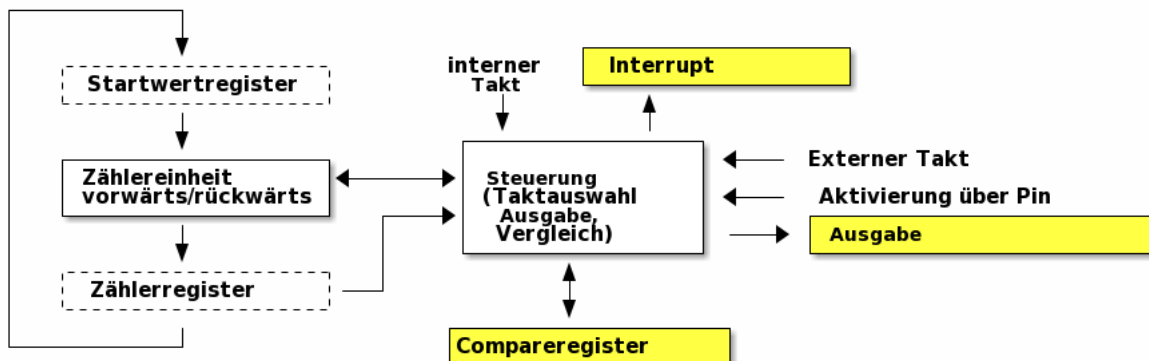 Startwertregister
Zählereinheit
vorwärts/rückwärts
Zählerregister
interner
Takt
Interrupt
Steuerung
(Taktauswahl
Ausgabe,
Vergleich)
Externer Takt
Aktivierung über Pin
Ausgabe
Compareregister